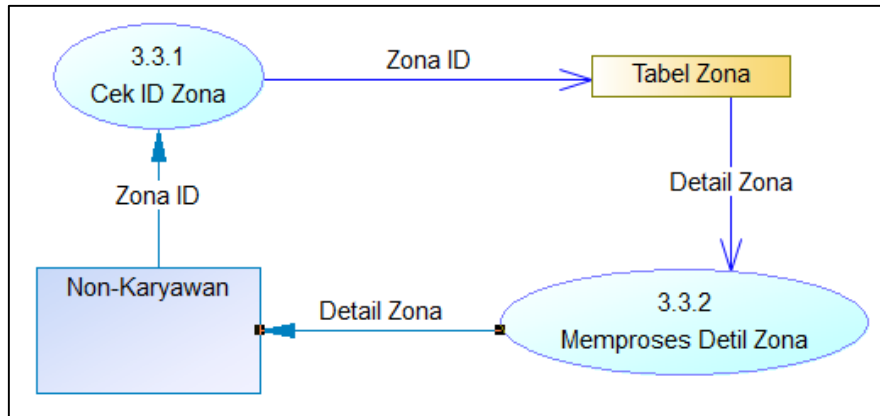 3.3.1
Cek ID Zona
Zona ID
Tabel Zona
Zona ID
Detail Zona
Non-Karyawan
Detail Zona
3.3.2
Memproses Detil Zona